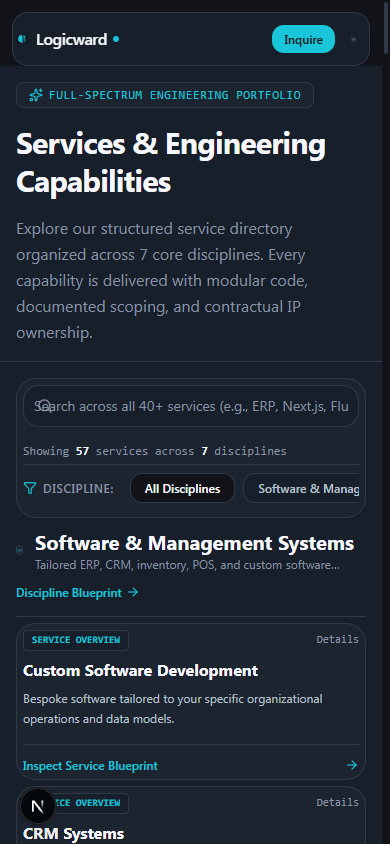 Logicward
Inquire
FULL-SPECTRUM ENGINEERING PORTFOLIO
Services & Engineering
Capabilities
Explore our structured service directory
organized across 7 core disciplines. Every
capability is delivered with modular code,
documented scoping, and contractual IP
ownership.
Search across all 40+ services (e.g., ERP, Next.js, Flu
Showing 57 services across 7 disciplines
DISCIPLINE:
All Disciplines
Software & Manag
Software & Management Systems
Tailored ERP, CRM, inventory, POS, and custom software...
Discipline Blueprint →
SERVICE OVERVIEW
Details
Custom Software Development
Bespoke software tailored to your specific organizational
operations and data models.
Inspect Service Blueprint →
N
ICE OVERVIEW
Details
CRM Systems